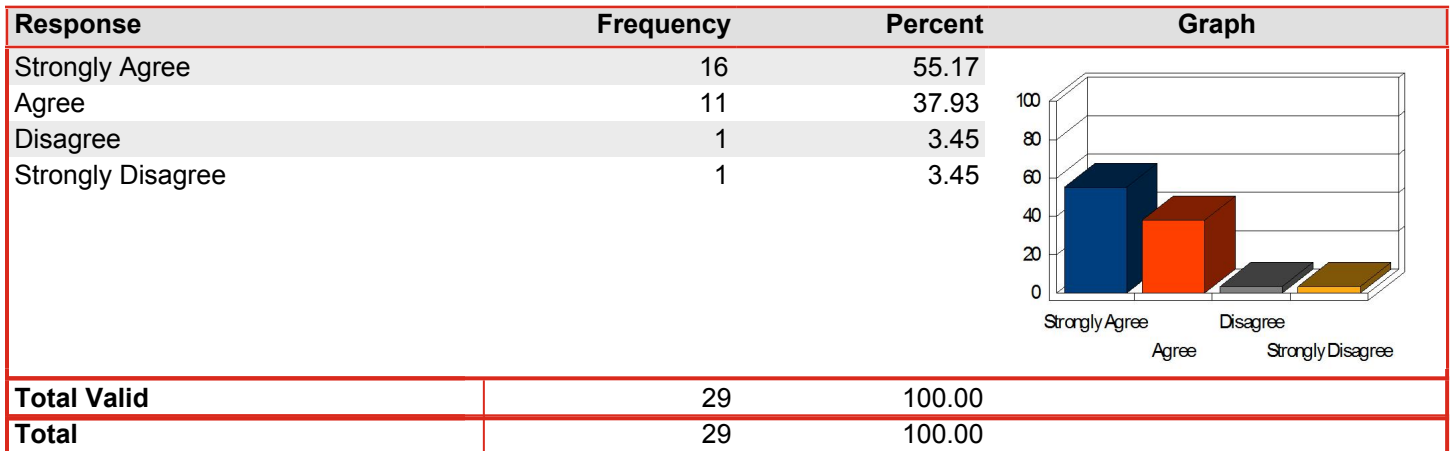 Response Frequency Percent Graph
Strongly Agree 16 55.17
Agree 11 37.93
Disagree 1 3.45
Strongly Disagree 1 3.45
100
80
60
40
20
0
Strongly Agree Disagree
Agree Strongly Disagree
Total Valid 29 100.00
Total 29 100.00